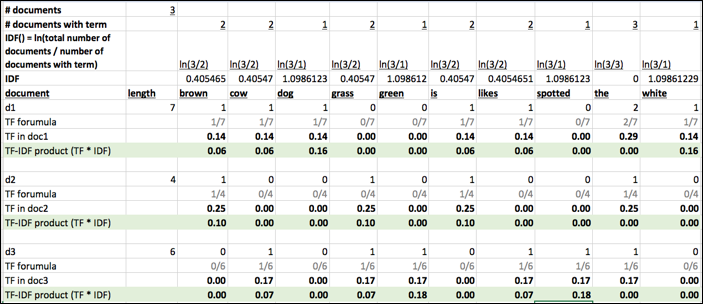 # documents 3
# documents with term 2 2 1 2 1 2 2 1 3 1
IDF() = ln(total number of
documents / number of
documents with term) ln(3/2) ln(3/2) ln(3/1) ln(3/2) ln(3/1) ln(3/2) ln(3/2) ln(3/1) ln(3/3) ln(3/1)
IDF 0.405465 0.40547 1.0986123 0.40547 1.098612 0.40547 0.4054651 1.0986123 0 1.09861229
document length brown cow dog grass green is likes spotted the white
d1 7 1 1 1 0 0 1 1 0 2 1
TF forumula 1/7 1/7 1/7 0/7 0/7 1/7 1/7 0/7 2/7 1/7
TF in doc1 0.14 0.14 0.14 0.00 0.00 0.14 0.14 0.00 0.29 0.14
TF-IDF product (TF * IDF) 0.06 0.06 0.16 0.00 0.00 0.06 0.06 0.00 0.00 0.16
d2 4 1 0 0 1 0 1 0 0 1 0
TF forumula 1/4 0/4 0/4 1/4 0/4 1/4 0/4 0/4 1/4 0/4
TF in doc2 0.25 0.00 0.00 0.25 0.00 0.25 0.00 0.00 0.25 0.00
TF-IDF product (TF * IDF) 0.10 0.00 0.00 0.10 0.00 0.10 0.00 0.00 0.00 0.00
d3 6 0 1 0 1 1 0 1 1 1 0
TF forumula 0/6 1/6 0/6 1/6 1/6 0/6 1/6 1/6 1/6 0/6
TF in doc3 0.00 0.17 0.00 0.17 0.17 0.00 0.17 0.17 0.17 0.00
TF-IDF product (TF * IDF) 0.00 0.07 0.00 0.07 0.18 0.00 0.07 0.18 0.00 0.00